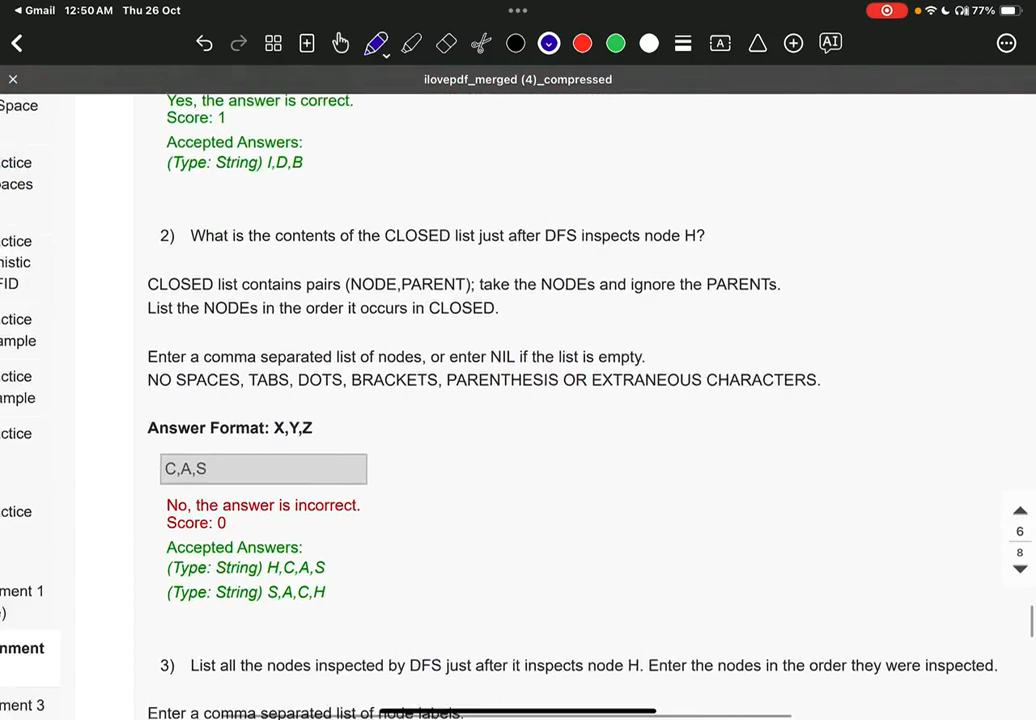 ◀ Gmail 12:50 AM Thu 26 Oct
77%
A
AI
ilovepdf_merged (4)_compressed
Space
ctice
aces
ctice
nistic
FID
ctice
ample
ctice
ample
ctice
ctice
ment 1
)
nment
ment 3
Yes, the answer is correct.
Score: 1
Accepted Answers:
(Type: String) I,D,B
2) What is the contents of the CLOSED list just after DFS inspects node H?
CLOSED list contains pairs (NODE,PARENT); take the NODEs and ignore the PARENTs.
List the NODEs in the order it occurs in CLOSED.
Enter a comma separated list of nodes, or enter NIL if the list is empty.
NO SPACES, TABS, DOTS, BRACKETS, PARENTHESIS OR EXTRANEOUS CHARACTERS.
Answer Format: X,Y,Z
C,A,S
No, the answer is incorrect.
Score: 0
Accepted Answers:
(Type: String) H,C,A,S
(Type: String) S,A,C,H
3) List all the nodes inspected by DFS just after it inspects node H. Enter the nodes in the order they were inspected.
Enter a comma separated list of node labels.
6
8